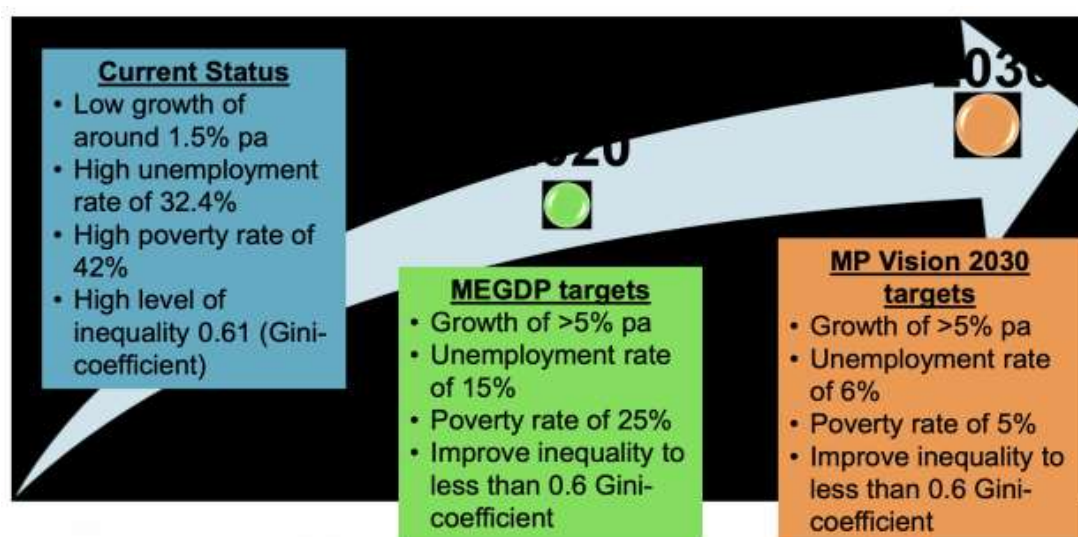 Current Status
• Low growth of
around 1.5% pa
• High unemployment
rate of 32.4%
• High poverty rate of
42%
• High level of
inequality 0.61 (Gini-
coefficient)
2020
MEGDP targets
• Growth of >5% pa
• Unemployment rate
of 15%
• Poverty rate of 25%
• Improve inequality to
less than 0.6 Gini-
coefficient
2030
MP Vision 2030
targets
• Growth of >5% pa
• Unemployment rate
of 6%
• Poverty rate of 5%
• Improve inequality to
less than 0.6 Gini-
coefficient